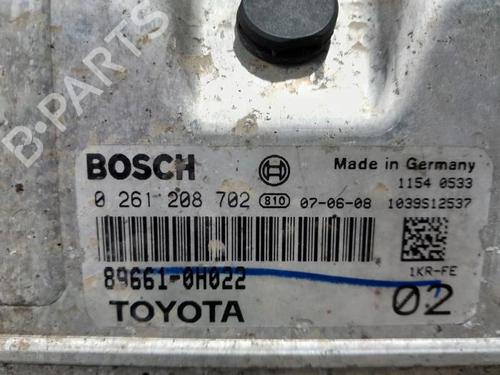 B-PARTS
BOSCH
Made in Germany
1154 0533
0 261 208 702 810 07-06-08 1039S12537
89661-0H022
1KR-FE
TOYOTA
02